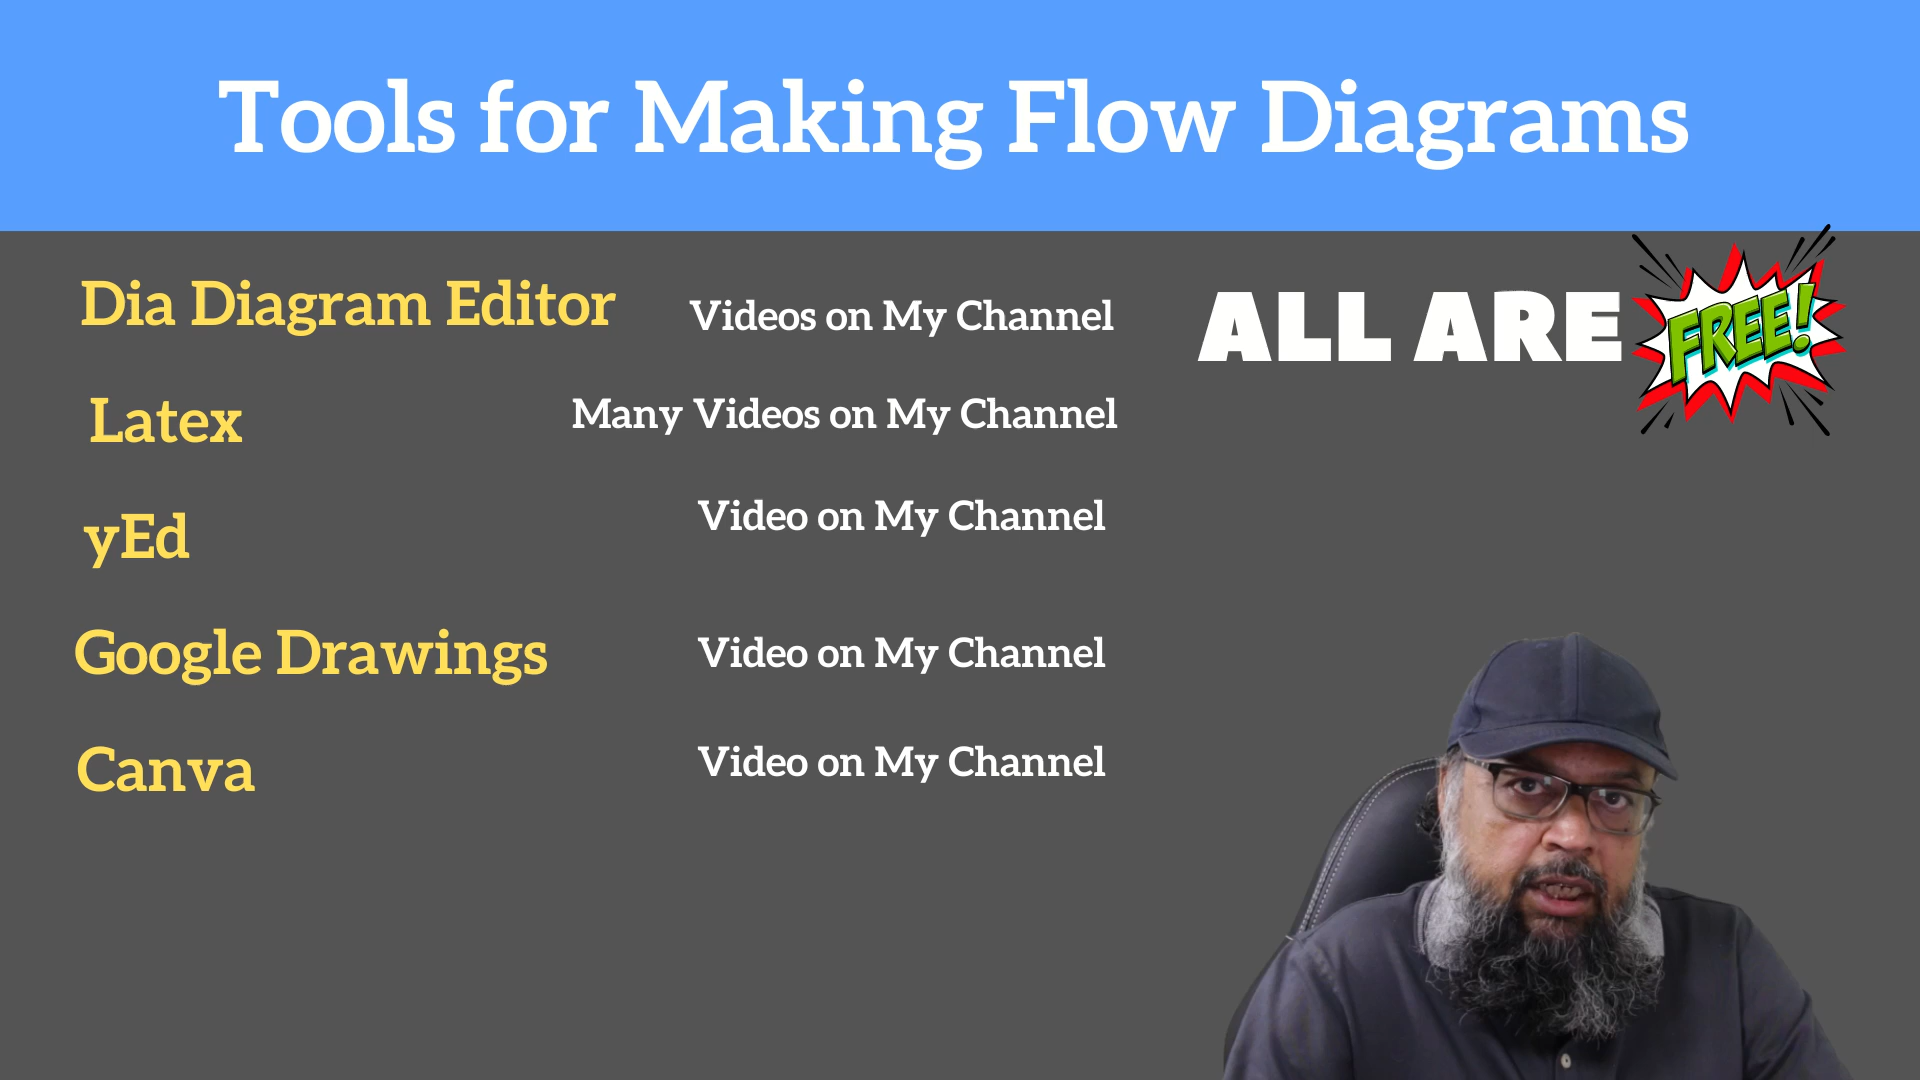 Tools for Making Flow Diagrams
Dia Diagram Editor
Videos on My Channel
ALL ARE FREE!
Latex
Many Videos on My Channel
yEd
Video on My Channel
Google Drawings
Video on My Channel
Canva
Video on My Channel